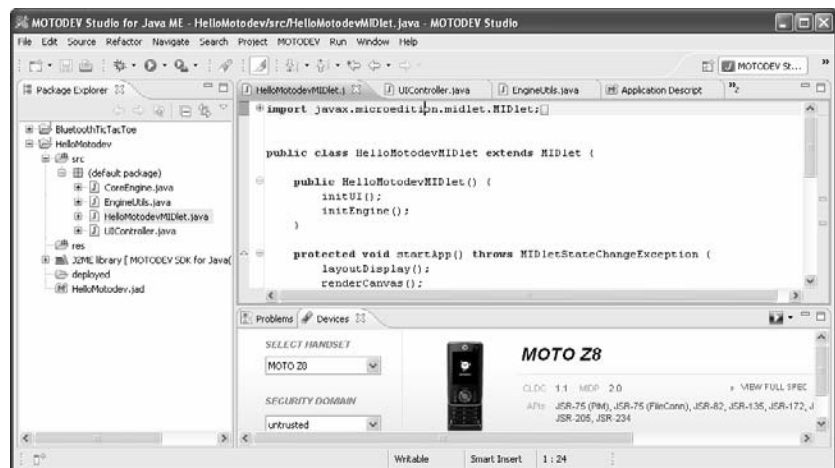 MOTODEV Studio for Java ME - HelloMotodev/src/HelloMotodevMIDlet.java - MOTODEV Studio
File Edit Source Refactor Navigate Search Project MOTODEV Run Window Help
MOTODEV St...
Package Explorer
HelloMotodevMIDlet.j
UIController.java
EngineUtils.java
Application Descript
2
BluetoothTicTacToe
HelloMotodev
src
(default package)
CoreEngine.java
EngineUtils.java
HelloMotodevMIDlet.java
UIController.java
res
J2ME library [ MOTODEV SDK for Java(
deployed
HelloMotodev.jad
import javax.microedition.midlet.MIDlet;
public class HelloMotodevMIDlet extends MIDlet {
public HelloMotodevMIDlet() {
initUI();
initEngine();
}
protected void startApp() throws MIDletStateChangeException {
layoutDisplay();
renderCanvas();
Problems
Devices
SELECT HANDSET
MOTO Z8
SECURITY DOMAIN
untrusted
MOTO Z8
CLDC 1.1 MIDP 2.0
VIEW FULL SPEC
APIs JSR-75 (PIM), JSR-75 (FileConn), JSR-82, JSR-135, JSR-172, J
JSR-205, JSR-234
Writable
Smart Insert
1 : 24